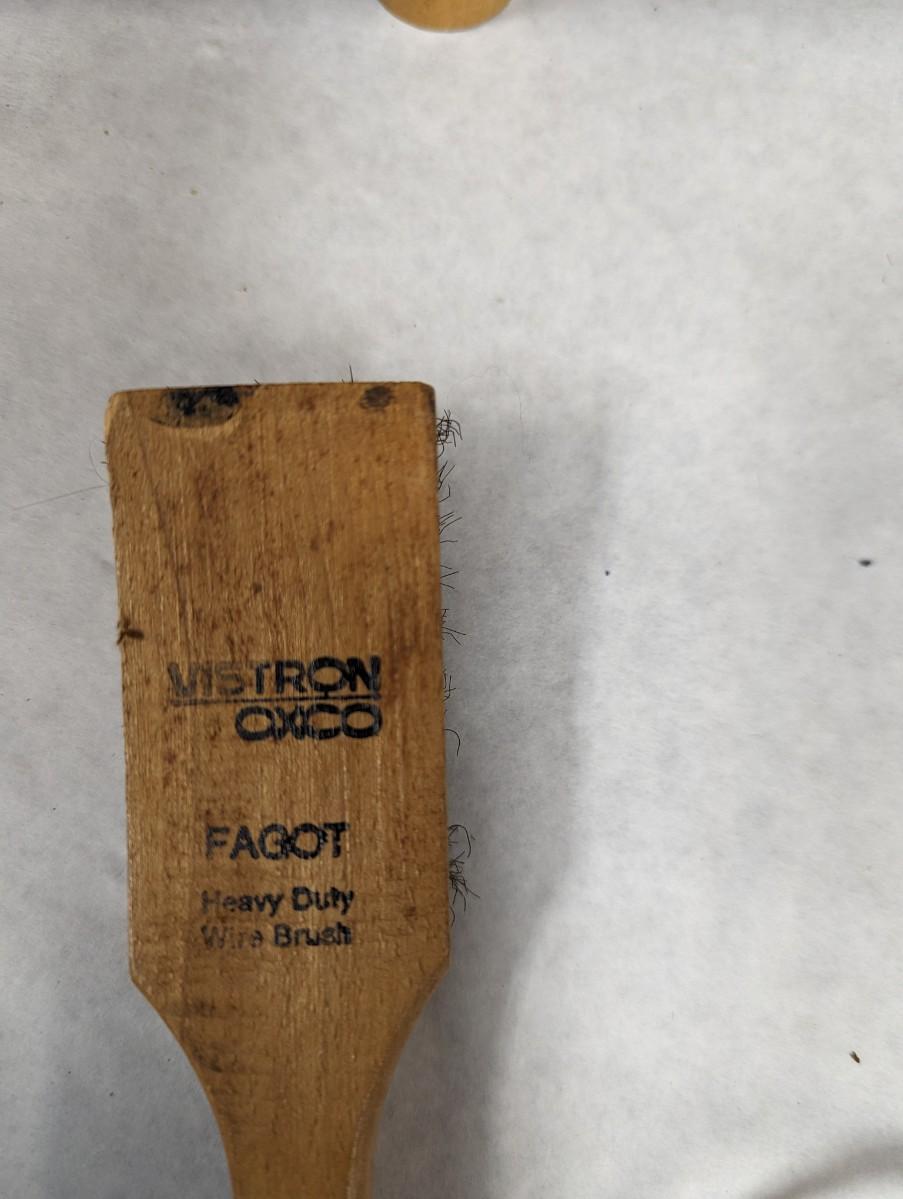 VISTRON
OXCO
FAGOT
Heavy Duty
Wire Brush